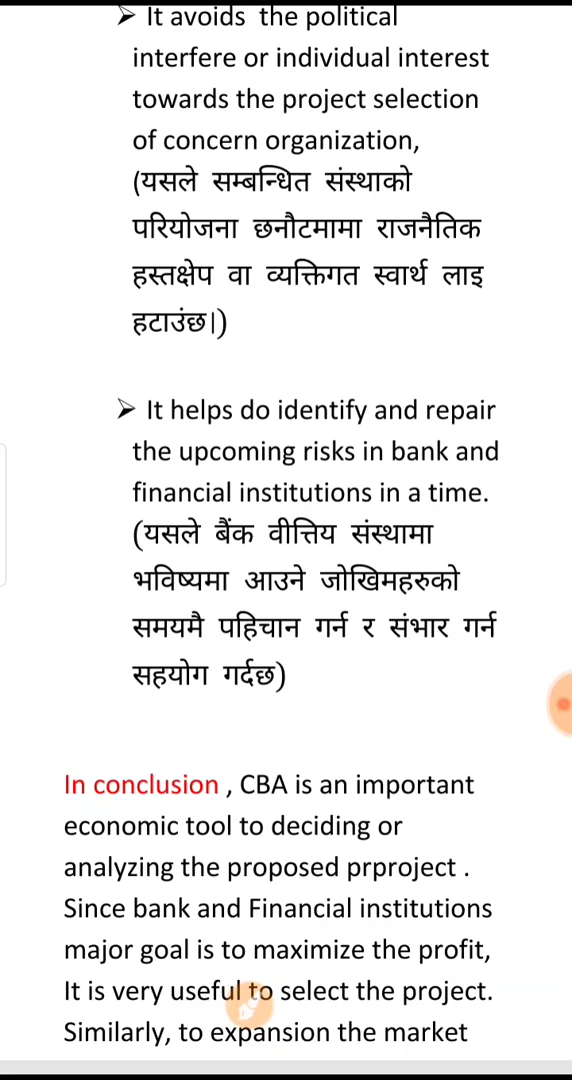 ➢ It avoids the political
interfere or individual interest
towards the project selection
of concern organization,
(यसले सम्बन्धित संस्थाको
परियोजना छनौटमामा राजनैतिक
हस्तक्षेप वा व्यक्तिगत स्वार्थ लाइ
हटाउंछ।)
➢ It helps do identify and repair
the upcoming risks in bank and
financial institutions in a time.
(यसले बैंक वीत्तिय संस्थामा
भविष्यमा आउने जोखिमहरुको
समयमै पहिचान गर्न र संभार गर्न
सहयोग गर्दछ)
In conclusion , CBA is an important
economic tool to deciding or
analyzing the proposed prproject .
Since bank and Financial institutions
major goal is to maximize the profit,
It is very useful to select the project.
Similarly, to expansion the market